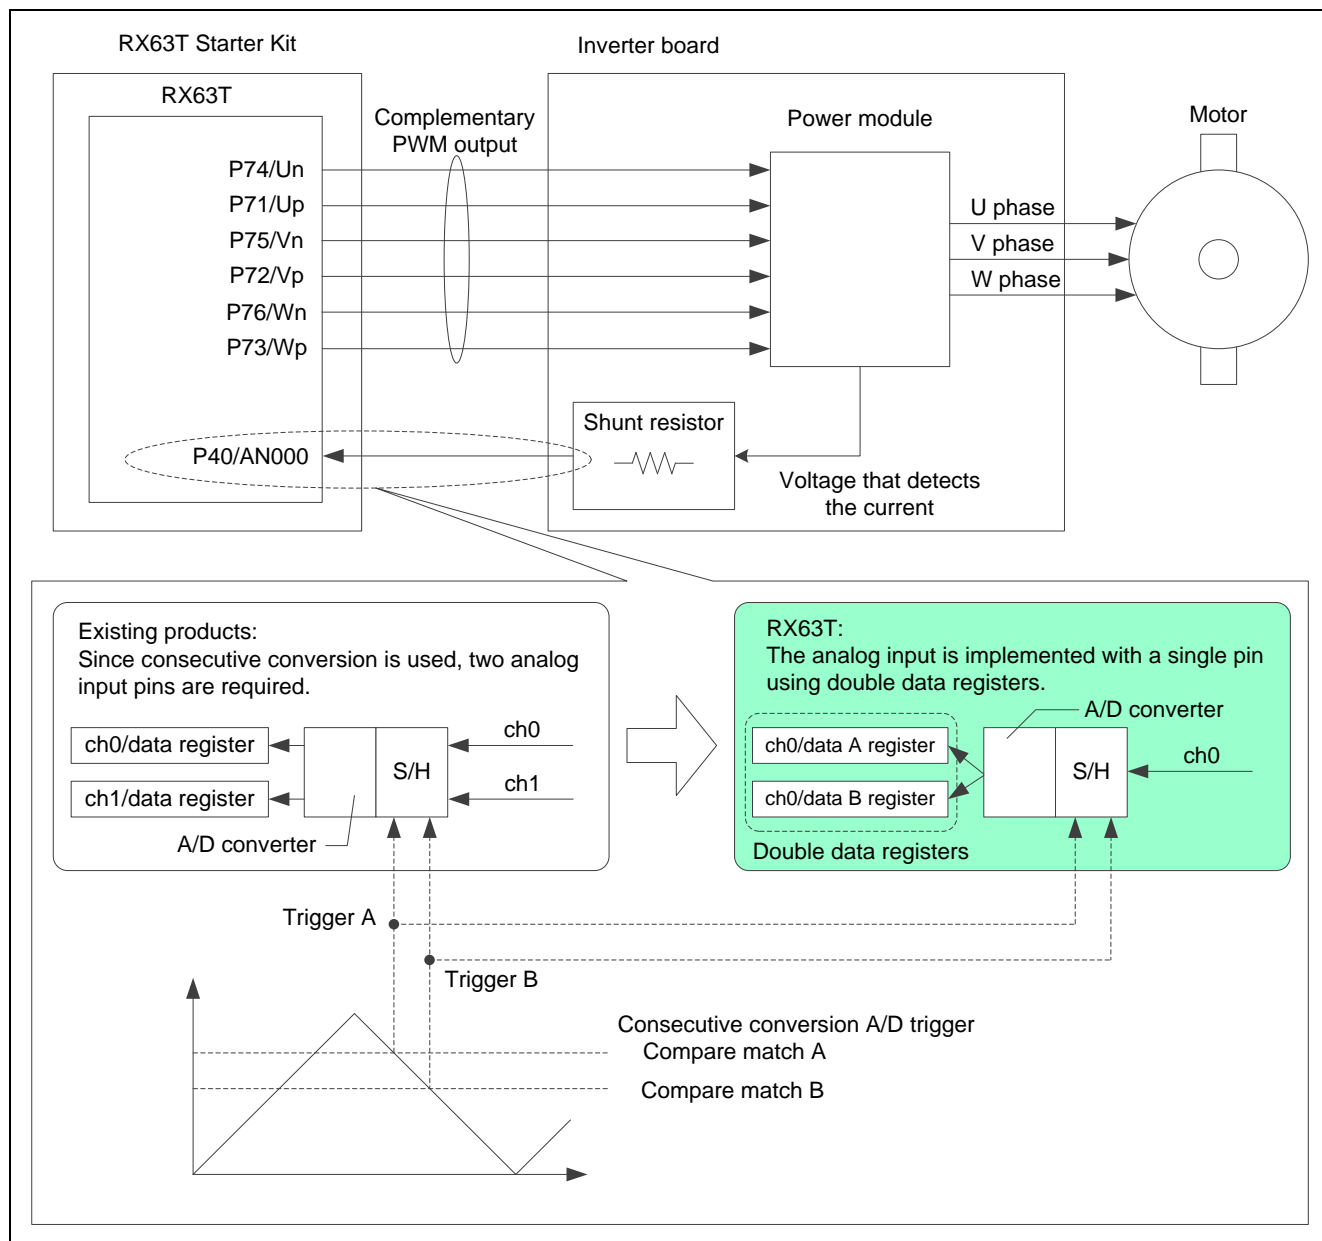 RX63T Starter Kit
Inverter board
RX63T
Complementary
PWM output
Power module
Motor
P74/Un
P71/Up
P75/Vn
P72/Vp
P76/Wn
P73/Wp
U phase
V phase
W phase
Shunt resistor
P40/AN000
Voltage that detects
the current
Existing products:
Since consecutive conversion is used, two analog
input pins are required.
ch0/data register
ch1/data register
S/H
ch0
ch1
A/D converter
RX63T:
The analog input is implemented with a single pin
using double data registers.
A/D converter
ch0/data A register
ch0/data B register
S/H
ch0
Double data registers
Trigger A
Trigger B
Consecutive conversion A/D trigger
Compare match A
Compare match B